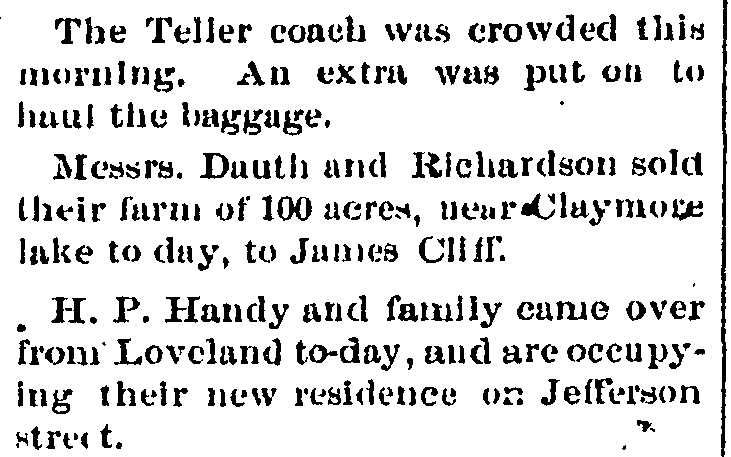 The Teller coach was crowded this
morning. An extra was put on to
haul the baggage.
Messrs. Dauth and Richardson sold
their farm of 100 acres, near Claymore
lake to day, to James Cliff.
H. P. Handy and family came over
from Loveland to-day, and are occupy-
ing their new residence on Jefferson
street.